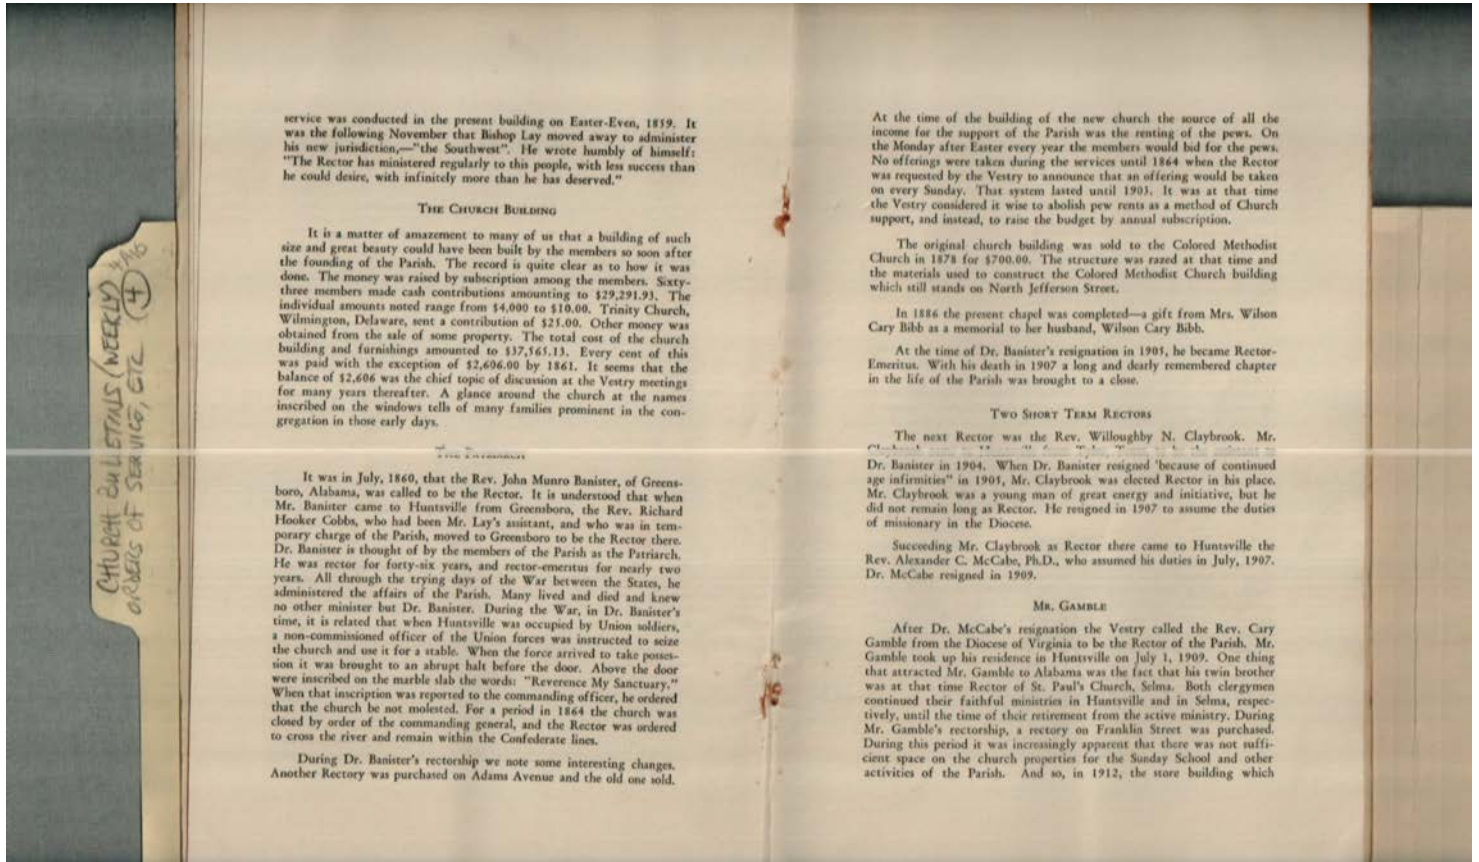 CHURCH BULLETINS (WEEKLY)
ORDERS OF SERVICE, ETC
4
service was conducted in the present building on Easter-Even, 1859. It
was the following November that Bishop Lay moved away to administer
his new jurisdiction,—"the Southwest". He wrote humbly of himself:
"The Rector has ministered regularly to this people, with less success than
he could desire, with infinitely more than he has deserved."
THE CHURCH BUILDING
It is a matter of amazement to many of us that a building of such
size and great beauty could have been built by the members so soon after
the founding of the Parish. The record is quite clear as to how it was
done. The money was raised by subscription among the members. Sixty-
three members made cash contributions amounting to $29,291.93. The
individual amounts noted range from $4,000 to $10.00. Trinity Church,
Wilmington, Delaware, sent a contribution of $25.00. Other money was
obtained from the sale of some property. The total cost of the church
building and furnishings amounted to $37,565.13. Every cent of this
was paid with the exception of $2,606.00 by 1861. It seems that the
balance of $2,606 was the chief topic of discussion at the Vestry meetings
for many years thereafter. A glance around the church at the names
inscribed on the windows tells of many families prominent in the con-
gregation in those early days.
THE PATRIARCH
It was in July, 1860, that the Rev. John Munro Banister, of Greens-
boro, Alabama, was called to be the Rector. It is understood that when
Mr. Banister came to Huntsville from Greensboro, the Rev. Richard
Hooker Cobbs, who had been Mr. Lay's assistant, and who was in tem-
porary charge of the Parish, moved to Greensboro to be the Rector there.
Dr. Banister is thought of by the members of the Parish as the Patriarch.
He was rector for forty-six years, and rector-emeritus for nearly two
years. All through the trying days of the War between the States, he
administered the affairs of the Parish. Many lived and died and knew
no other minister but Dr. Banister. During the War, in Dr. Banister's
time, it is related that when Huntsville was occupied by Union soldiers,
a non-commissioned officer of the Union forces was instructed to seize
the church and use it for a stable. When the force arrived to take posses-
sion it was brought to an abrupt halt before the door. Above the door
were inscribed on the marble slab the words: "Reverence My Sanctuary."
When that inscription was reported to the commanding officer, he ordered
that the church be not molested. For a period in 1864 the church was
closed by order of the commanding general, and the Rector was ordered
to cross the river and remain within the Confederate lines.
During Dr. Banister's rectorship we note some interesting changes.
Another Rectory was purchased on Adams Avenue and the old one sold.
At the time of the building of the new church the source of all the
income for the support of the Parish was the renting of the pews. On
the Monday after Easter every year the members would bid for the pews.
No offerings were taken during the services until 1864 when the Rector
was requested by the Vestry to announce that an offering would be taken
on every Sunday. That system lasted until 1903. It was at that time
the Vestry considered it wise to abolish pew rents as a method of Church
support, and instead, to raise the budget by annual subscription.
The original church building was sold to the Colored Methodist
Church in 1878 for $700.00. The structure was razed at that time and
the materials used to construct the Colored Methodist Church building
which still stands on North Jefferson Street.
In 1886 the present chapel was completed—a gift from Mrs. Wilson
Cary Bibb as a memorial to her husband, Wilson Cary Bibb.
At the time of Dr. Banister's resignation in 1905, he became Rector-
Emeritus. With his death in 1907 a long and dearly remembered chapter
in the life of the Parish was brought to a close.
TWO SHORT TERM RECTORS
The next Rector was the Rev. Willoughby N. Claybrook. Mr.
Dr. Banister in 1904. When Dr. Banister resigned 'because of continued
age infirmities" in 1905, Mr. Claybrook was elected Rector in his place.
Mr. Claybrook was a young man of great energy and initiative, but he
did not remain long as Rector. He resigned in 1907 to assume the duties
of missionary in the Diocese.
Succeeding Mr. Claybrook as Rector there came to Huntsville the
Rev. Alexander C. McCabe, Ph.D., who assumed his duties in July, 1907.
Dr. McCabe resigned in 1909.
MR. GAMBLE
After Dr. McCabe's resignation the Vestry called the Rev. Cary
Gamble from the Diocese of Virginia to be the Rector of the Parish. Mr.
Gamble took up his residence in Huntsville on July 1, 1909. One thing
that attracted Mr. Gamble to Alabama was the fact that his twin brother
was at that time Rector of St. Paul's Church, Selma. Both clergymen
continued their faithful ministries in Huntsville and in Selma, respec-
tively, until the time of their retirement from the active ministry. During
Mr. Gamble's rectorship, a rectory on Franklin Street was purchased.
During this period it was increasingly apparent that there was not suffi-
cient space on the church properties for the Sunday School and other
activities of the Parish. And so, in 1912, the store building which